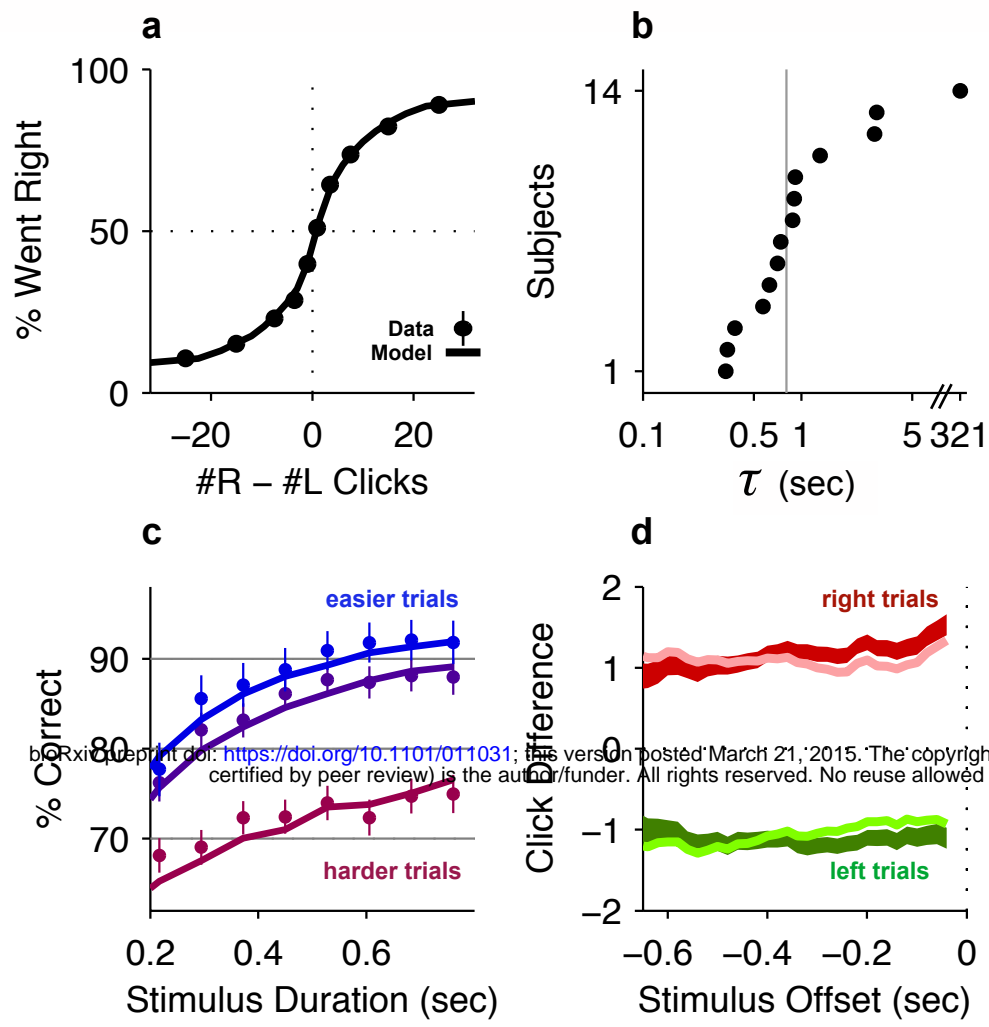 a
100
50
0
% Went Right
Data
Model
−20 0 20
#R − #L Clicks
b
14
1
Subjects
0.1 0.5 1 5 321
τ (sec)
c
easier trials
90
80
70
% Correct
harder trials
0.2 0.4 0.6
Stimulus Duration (sec)
d
2
1
0
−1
−2
Click Difference
right trials
left trials
−0.6 −0.4 −0.2 0
Stimulus Offset (sec)
bioRxiv preprint doi: https://doi.org/10.1101/011031; this version posted March 21, 2015. The copyrigh
certified by peer review) is the author/funder. All rights reserved. No reuse allowed